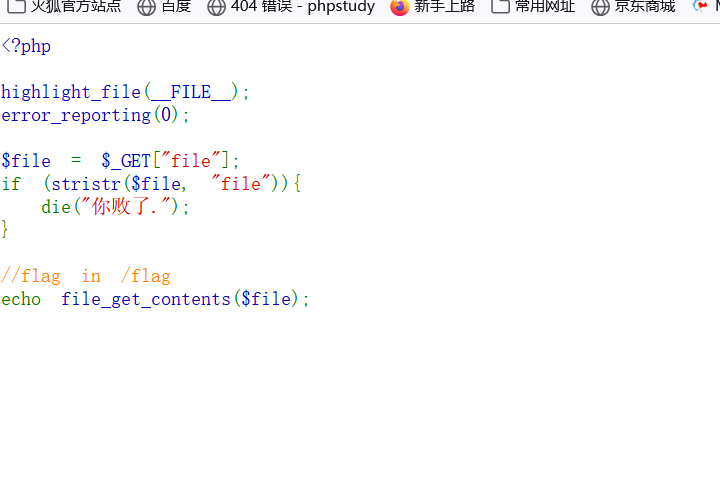 火狐官方站点 百度 404 错误 - phpstudy 新手上路 常用网址 京东商城
<?php
highlight_file(__FILE__);
error_reporting(0);
$file = $_GET["file"];
if (stristr($file, "file")){
    die("你败了.");
}
//flag in /flag
echo file_get_contents($file);